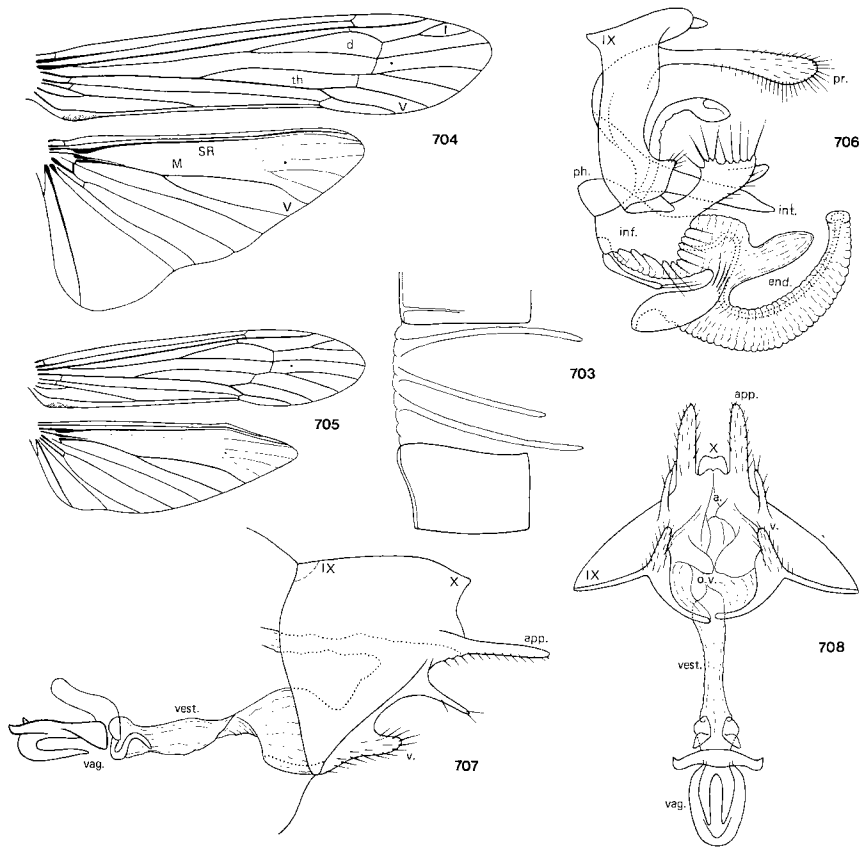 d
f
th
V
704
SR
M
V
IX
pr.
706
ph.
int.
inf.
end.
703
705
app.
X
a.
v.
IX
o.v.
vest.
708
vag.
IX
X
app.
vest.
vag.
v.
707